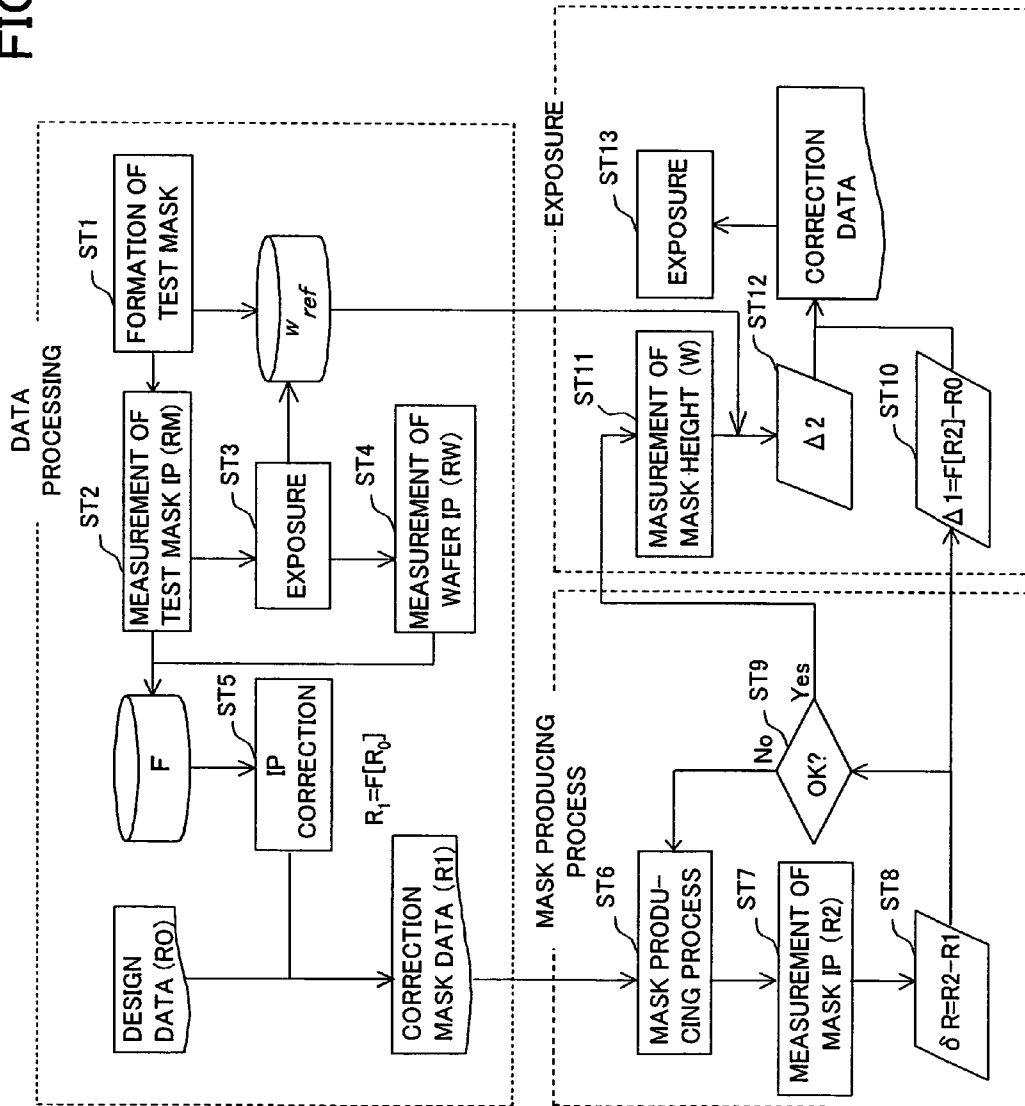 FIG
DATA
PROCESSING
ST1
FORMATION OF
TEST MASK
ST2
MEASUREMENT OF
TEST MASK IP (RM)
W ref
ST3
EXPOSURE
ST4
MEASUREMENT OF
WAFER IP (RW)
F
ST5
IP
CORRECTION
R1=F[R0]
DESIGN
DATA (R0)
CORRECTION
MASK DATA (R1)
MASK PRODUCING
PROCESS
ST6
MASK PRODU-
CING PROCESS
ST7
MEASUREMENT OF
MASK IP (R2)
ST8
δR=R2-R1
ST9
OK?
No
Yes
EXPOSURE
ST11
MASUREMENT OF
MASK HEIGHT (W)
ST12
Δ2
ST10
Δ1=F[R2]-R0
CORRECTION
DATA
ST13
EXPOSURE